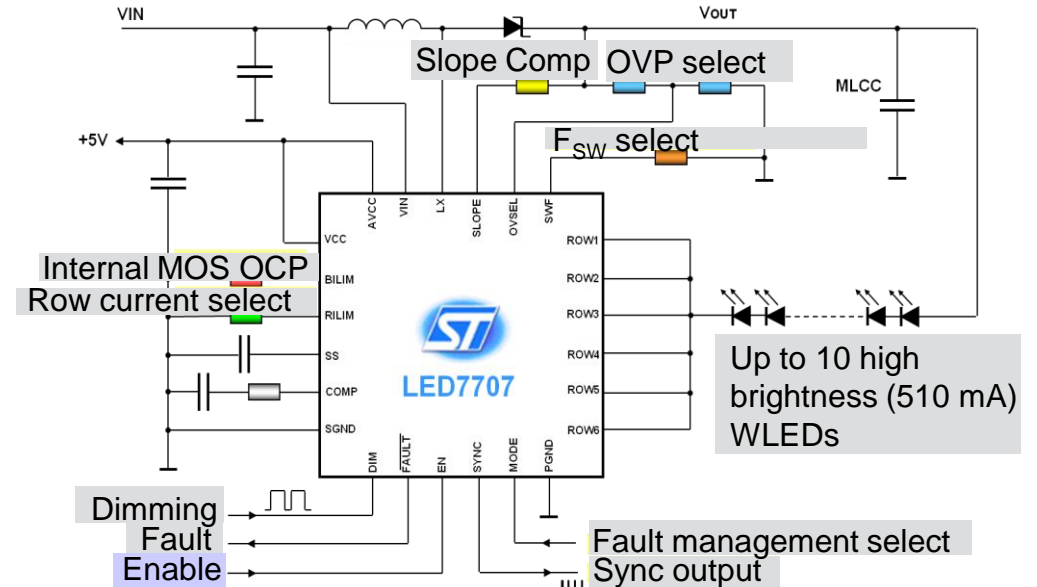 VIN
VOUT
Slope Comp
OVP select
MLCC
FSW select
+5V
AVCC
VIN
LX
SLOPE
OVSEL
SWF
VCC
ROW1
Internal MOS OCP
BILIM
ROW2
Row current select
RILIM
ROW3
ST
SS
ROW4
LED7707
COMP
ROW5
SGND
ROW6
Up to 10 high
brightness (510 mA)
WLEDs
DIM
FAULT
EN
SYNC
MODE
PGND
Dimming
Fault
Enable
Fault management select
Sync output